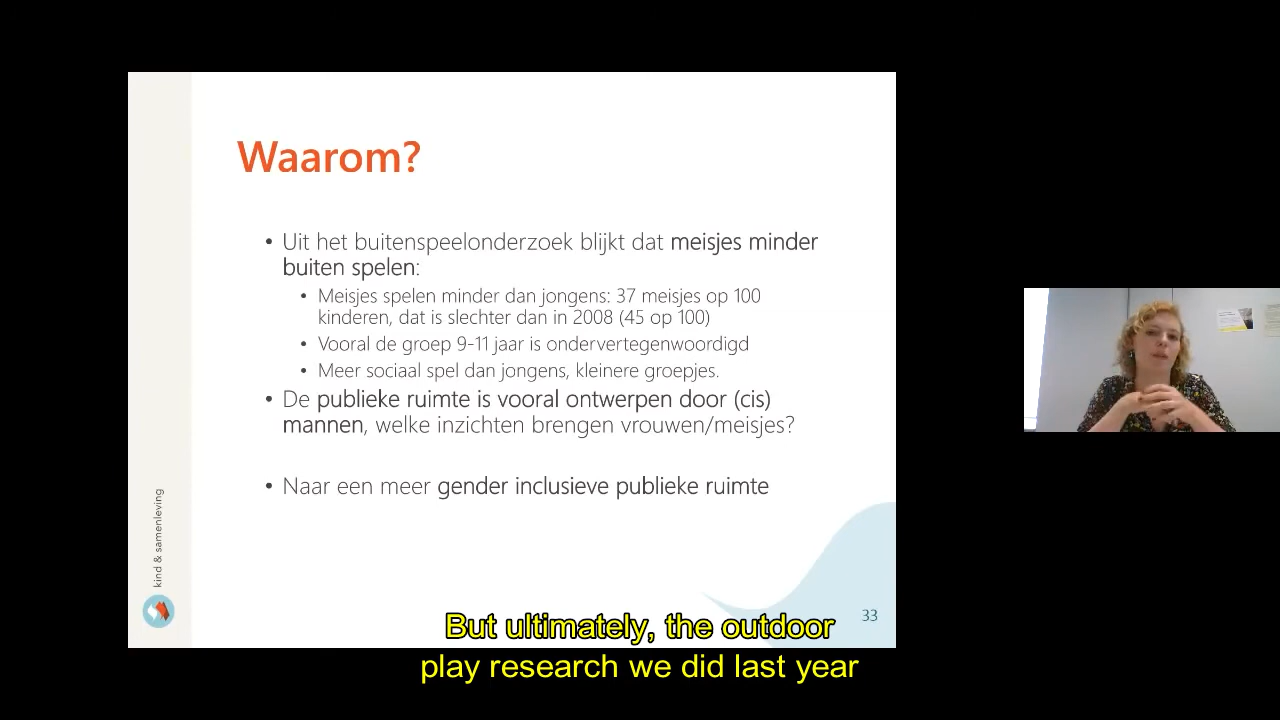 Waarom?
• Uit het buitenspeelonderzoek blijkt dat meisjes minder
buiten spelen:
• Meisjes spelen minder dan jongens: 37 meisjes op 100
kinderen, dat is slechter dan in 2008 (45 op 100)
• Vooral de groep 9-11 jaar is ondervertegenwoordigd
• Meer sociaal spel dan jongens, kleinere groepjes.
• De publieke ruimte is vooral ontwerpen door (cis)
mannen, welke inzichten brengen vrouwen/meisjes?
• Naar een meer gender inclusieve publieke ruimte
kind & samenleving
33
But ultimately, the outdoor
play research we did last year